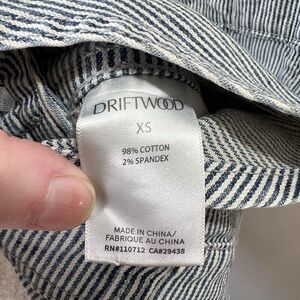 DRIFTWOOD
XS
98% COTTON
2% SPANDEX
MADE IN CHINA/
FABRIQUE AU CHINA
RN#110712 CA#29438